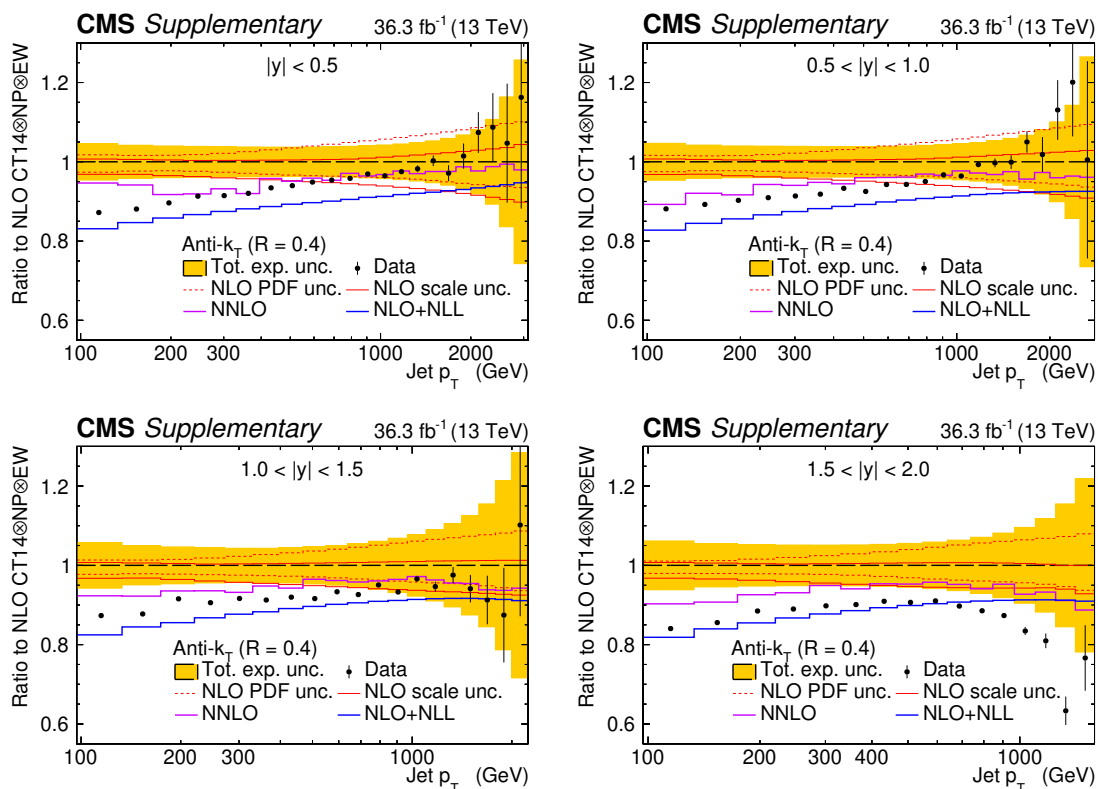 CMS Supplementary 36.3 fb⁻¹ (13 TeV)
Ratio to NLO CT14⊗NP⊗EW
|y| < 0.5
1.2
1
0.8
0.6
Anti-k_T (R = 0.4)
Tot. exp. unc. Data
NLO PDF unc. NLO scale unc.
NNLO NLO+NLL
100 200 300 1000 2000
Jet p_T (GeV)
CMS Supplementary 36.3 fb⁻¹ (13 TeV)
Ratio to NLO CT14⊗NP⊗EW
0.5 < |y| < 1.0
1.2
1
0.8
0.6
Anti-k_T (R = 0.4)
Tot. exp. unc. Data
NLO PDF unc. NLO scale unc.
NNLO NLO+NLL
100 200 300 1000 2000
Jet p_T (GeV)
CMS Supplementary 36.3 fb⁻¹ (13 TeV)
Ratio to NLO CT14⊗NP⊗EW
1.0 < |y| < 1.5
1.2
1
0.8
0.6
Anti-k_T (R = 0.4)
Tot. exp. unc. Data
NLO PDF unc. NLO scale unc.
NNLO NLO+NLL
100 200 300 1000
Jet p_T (GeV)
CMS Supplementary 36.3 fb⁻¹ (13 TeV)
Ratio to NLO CT14⊗NP⊗EW
1.5 < |y| < 2.0
1.2
1
0.8
0.6
Anti-k_T (R = 0.4)
Tot. exp. unc. Data
NLO PDF unc. NLO scale unc.
NNLO NLO+NLL
100 200 300 400 1000
Jet p_T (GeV)